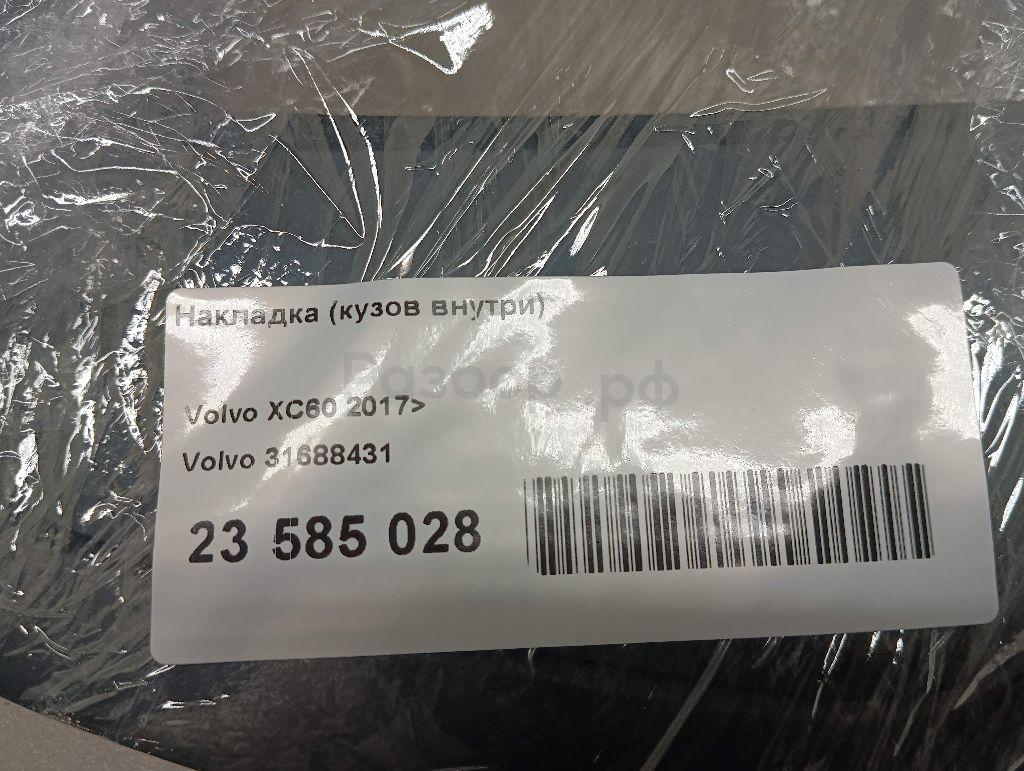 Накладка (кузов внутри)
Разбор.рф
Volvo XC60 2017>
Volvo 31688431
23 585 028